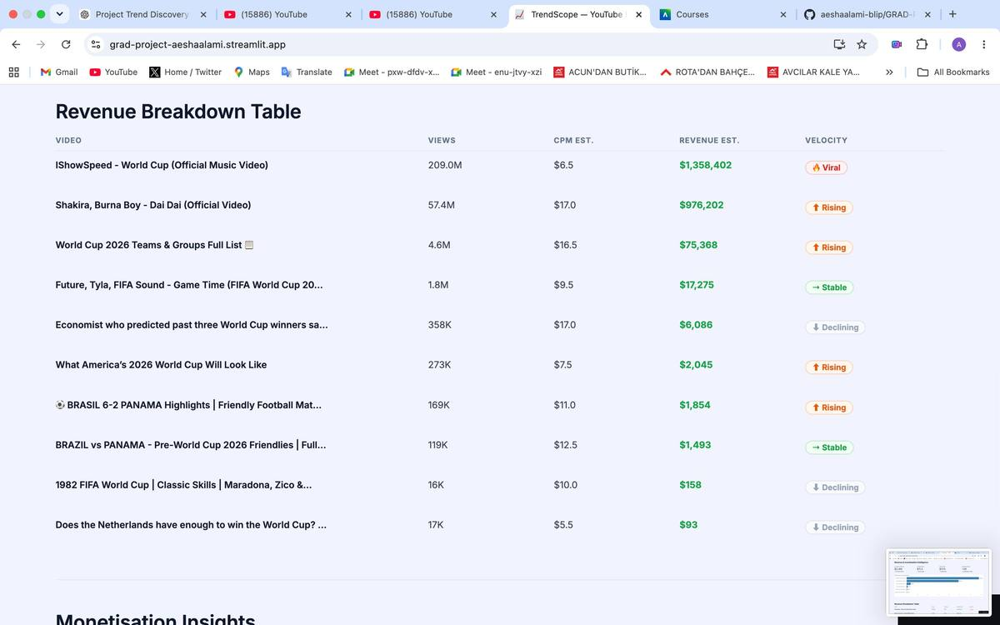 Project Trend Discovery
(15886) YouTube
(15886) YouTube
TrendScope — YouTube
Courses
aeshaalami-blip/GRAD-
grad-project-aeshaalami.streamlit.app
A
Gmail
YouTube
Home / Twitter
Maps
Translate
Meet - pxw-dfdv-x...
Meet - enu-jtvy-xzi
ACUN'DAN BUTİK...
ROTA'DAN BAHÇE...
AVCILAR KALE YA...
All Bookmarks
Revenue Breakdown Table
VIDEO VIEWS CPM EST. REVENUE EST. VELOCITY
IShowSpeed - World Cup (Official Music Video) 209.0M $6.5 $1,358,402 🔥 Viral
Shakira, Burna Boy - Dai Dai (Official Video) 57.4M $17.0 $976,202 ⬆ Rising
World Cup 2026 Teams & Groups Full List 🗒 4.6M $16.5 $75,368 ⬆ Rising
Future, Tyla, FIFA Sound - Game Time (FIFA World Cup 20... 1.8M $9.5 $17,275 → Stable
Economist who predicted past three World Cup winners sa... 358K $17.0 $6,086 ⬇ Declining
What America's 2026 World Cup Will Look Like 273K $7.5 $2,045 ⬆ Rising
⚽ BRASIL 6-2 PANAMA Highlights | Friendly Football Mat... 169K $11.0 $1,854 ⬆ Rising
BRAZIL vs PANAMA - Pre-World Cup 2026 Friendlies | Full... 119K $12.5 $1,493 → Stable
1982 FIFA World Cup | Classic Skills | Maradona, Zico &... 16K $10.0 $158 ⬇ Declining
Does the Netherlands have enough to win the World Cup? ... 17K $5.5 $93 ⬇ Declining
Monetisation Insights